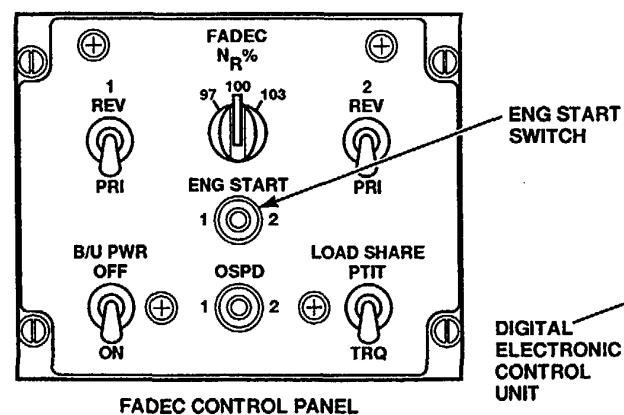 FADEC
NR%
97 100 103
1
REV
PRI
2
REV
PRI
ENG START
1 2
B/U PWR
OFF
ON
OSPD
1 2
LOAD SHARE
PTIT
TRQ
ENG START
SWITCH
DIGITAL
ELECTRONIC
CONTROL
UNIT
FADEC CONTROL PANEL